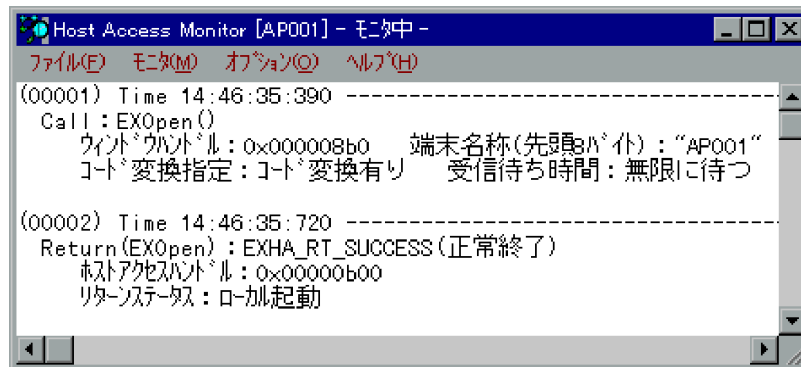 Host Access Monitor [AP001] - ﾓﾆﾀ中 -
ﾌｧｲﾙ(F) ﾓﾆﾀ(M) ｵﾌﾟｼｮﾝ(O) ﾍﾙﾌﾟ(H)
(00001) Time 14:46:35:390 ------------------------------------
Call：EXOpen()
ｳｨﾝﾄﾞｳﾊﾝﾄﾞﾙ：0x000008b0 端末名称(先頭8ﾊﾞｲﾄ)："AP001"
ｺｰﾄﾞ変換指定：ｺｰﾄﾞ変換有り 受信待ち時間：無限に待つ
(00002) Time 14:46:35:720 ------------------------------------
Return(EXOpen)：EXHA_RT_SUCCESS(正常終了)
ﾎｽﾄｱｸｾｽﾊﾝﾄﾞﾙ：0x00000b00
ﾘﾀｰﾝｽﾃｰﾀｽ：ﾛｰｶﾙ起動